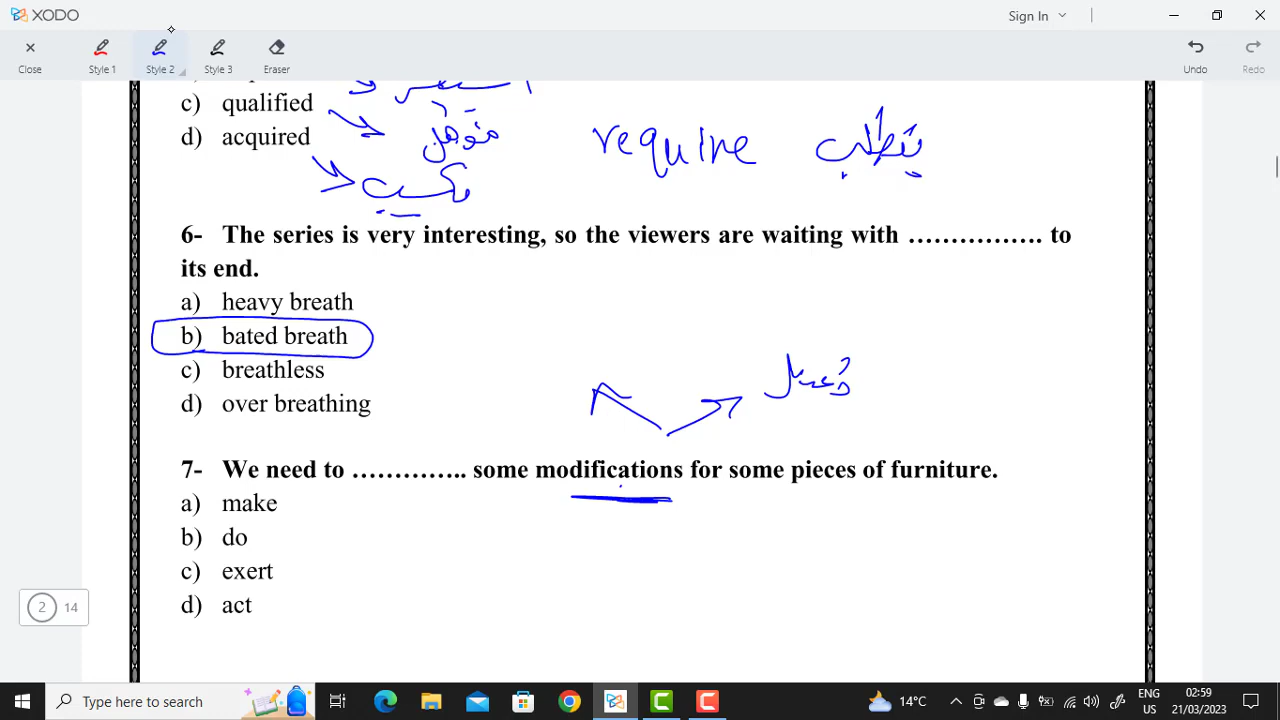 XODO
Sign In
Close
Style 1
Style 2
Style 3
Eraser
Undo
Redo
c) qualified
d) acquired
require يتطلب
6- The series is very interesting, so the viewers are waiting with ................. to
its end.
a) heavy breath
b) bated breath
c) breathless
d) over breathing
7- We need to .............. some modifications for some pieces of furniture.
a) make
b) do
c) exert
d) act
2 14
Type here to search
14°C
ENG
US
02:59
21/03/2023